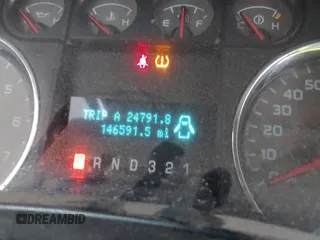 E F
C H
TRIP A 24791.8
146591.5 mi
R N D 3 2 1
DREAMBID